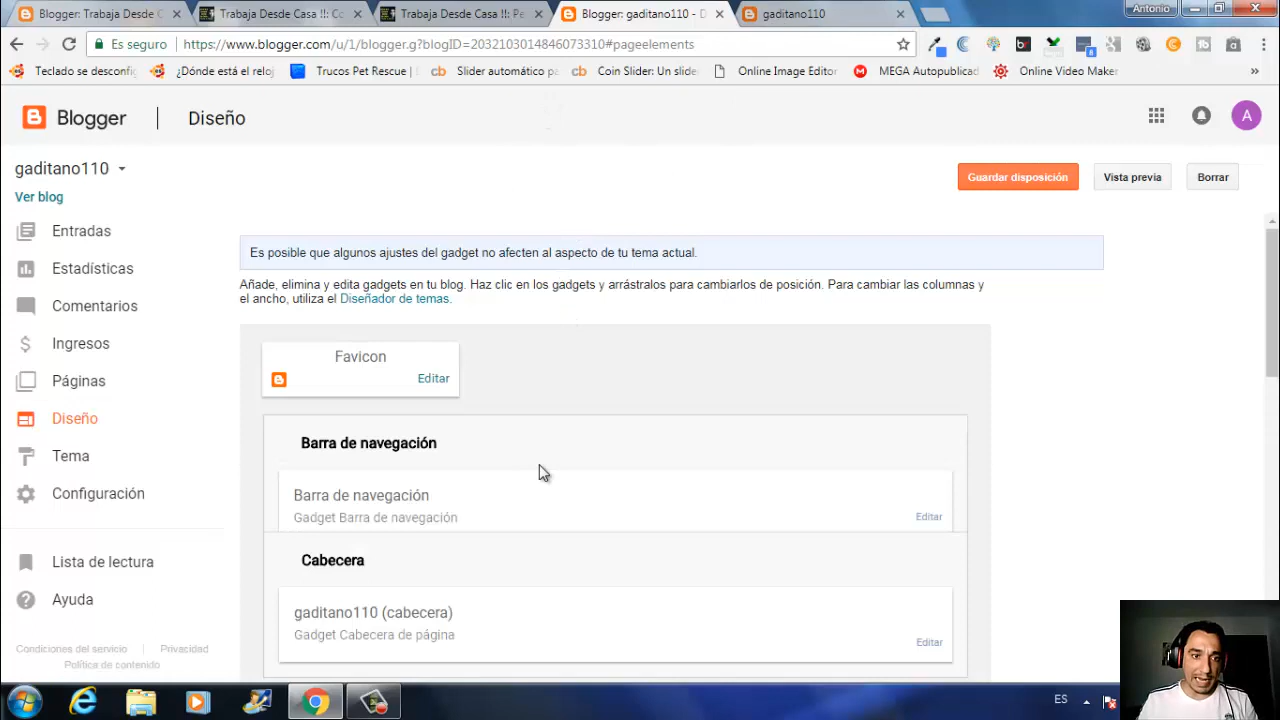 Blogger: Trabaja Desde C
Trabaja Desde Casa !!: Co
Trabaja Desde Casa !!: Pe
Blogger: gaditano110 - D
gaditano110
Antonio
Es seguro
https://www.blogger.com/u/1/blogger.g?blogID=2032103014846073310#pageelements
Teclado se desconfig
¿Dónde está el reloj
Trucos Pet Rescue |
Slider automático pa
Coin Slider: Un slide
Online Image Editor
MEGA Autopublicad
Online Video Maker
»
Blogger
Diseño
A
gaditano110
Ver blog
Guardar disposición
Vista previa
Borrar
Entradas
Estadísticas
Comentarios
Ingresos
Páginas
Diseño
Tema
Configuración
Lista de lectura
Ayuda
Condiciones del servicio
Privacidad
Política de contenido
Es posible que algunos ajustes del gadget no afecten al aspecto de tu tema actual.
Añade, elimina y edita gadgets en tu blog. Haz clic en los gadgets y arrástralos para cambiarlos de posición. Para cambiar las columnas y
el ancho, utiliza el Diseñador de temas.
Favicon
Editar
Barra de navegación
Barra de navegación
Gadget Barra de navegación
Editar
Cabecera
gaditano110 (cabecera)
Gadget Cabecera de página
Editar
ES